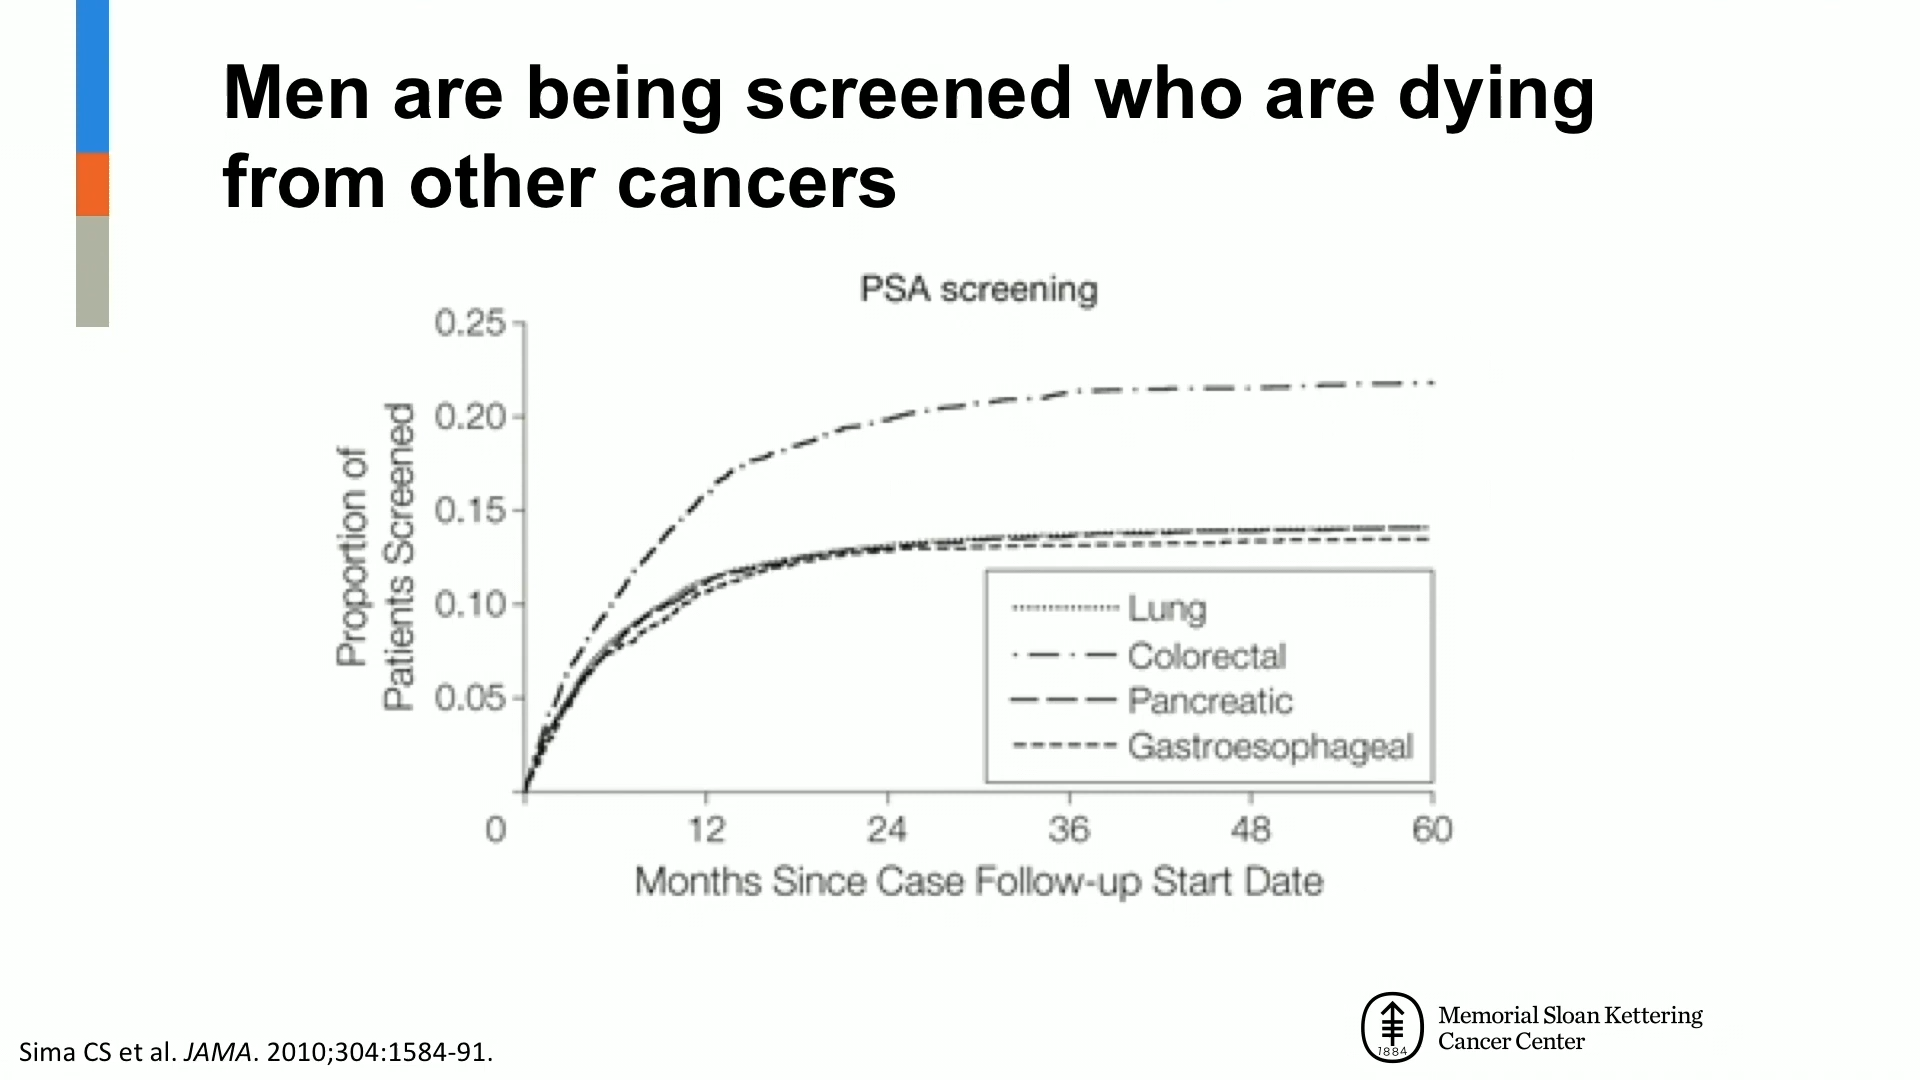 Men are being screened who are dying
from other cancers
PSA screening
0.25
0.20
0.15
0.10
0.05
Proportion of
Patients Screened
Lung
Colorectal
Pancreatic
Gastroesophageal
0 12 24 36 48 60
Months Since Case Follow-up Start Date
Sima CS et al. JAMA. 2010;304:1584-91.
1884
Memorial Sloan Kettering
Cancer Center